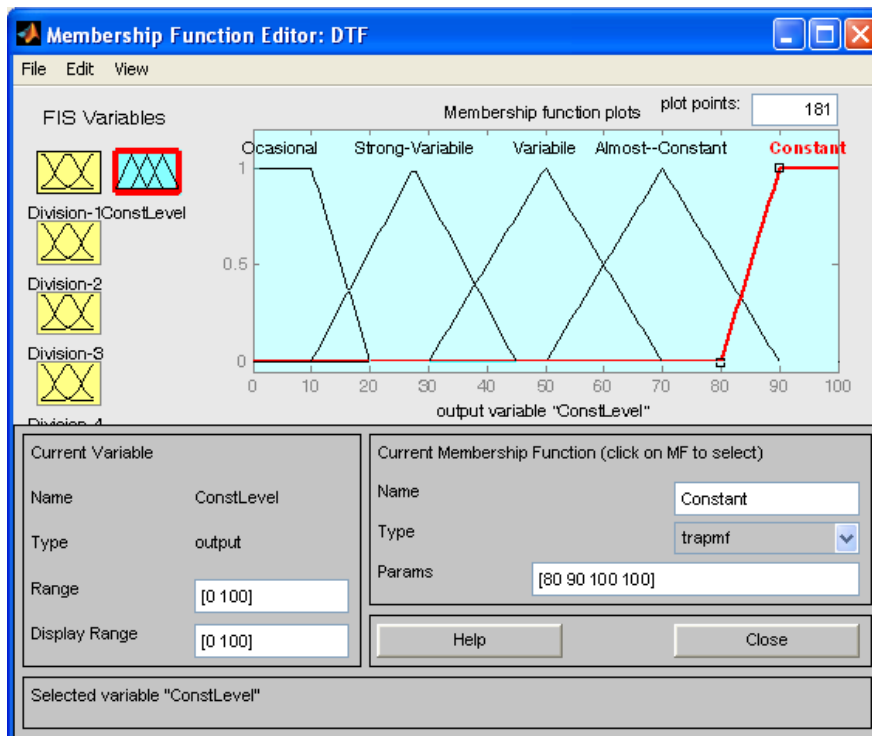 Membership Function Editor: DTF
File Edit View
FIS Variables
Membership function plots
plot points:
181
Division-1
ConstLevel
Division-2
Division-3
Division-4
Ocasional
Strong-Variabile
Variabile
Almost--Constant
Constant
1
0.5
0
0 10 20 30 40 50 60 70 80 90 100
output variable "ConstLevel"
Current Variable
Name ConstLevel
Type output
Range [0 100]
Display Range [0 100]
Current Membership Function (click on MF to select)
Name Constant
Type trapmf
Params [80 90 100 100]
Help Close
Selected variable "ConstLevel"